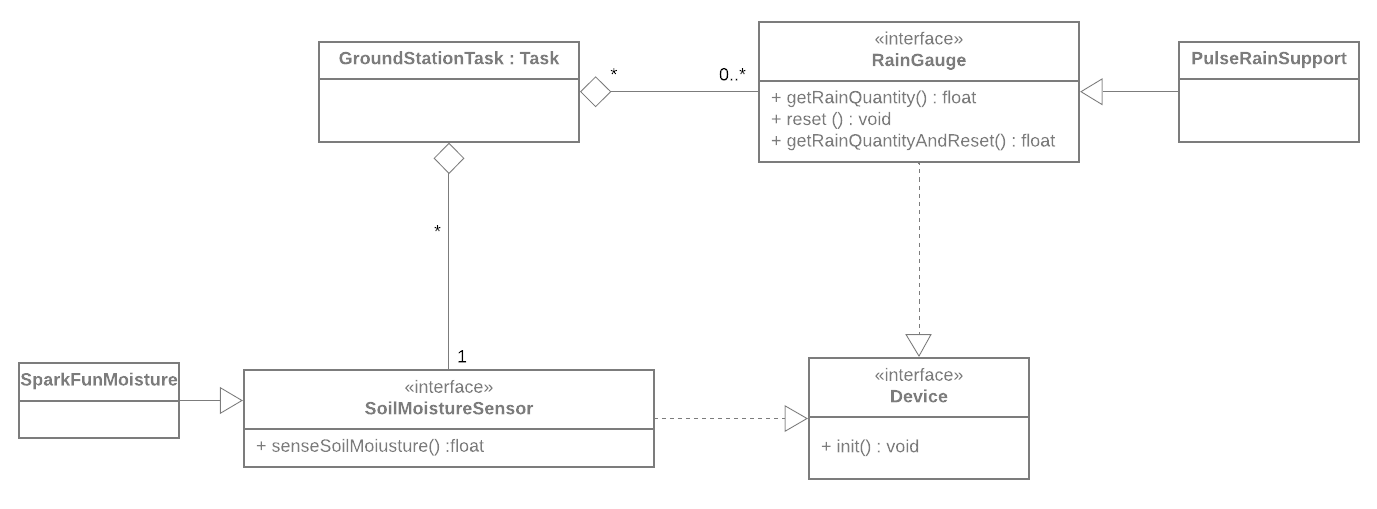 GroundStationTask : Task
*
0..*
«interface»
RainGauge
+ getRainQuantity() : float
+ reset () : void
+ getRainQuantityAndReset() : float
PulseRainSupport
*
1
SparkFunMoisture
«interface»
SoilMoistureSensor
+ senseSoilMoiusture() :float
«interface»
Device
+ init() : void